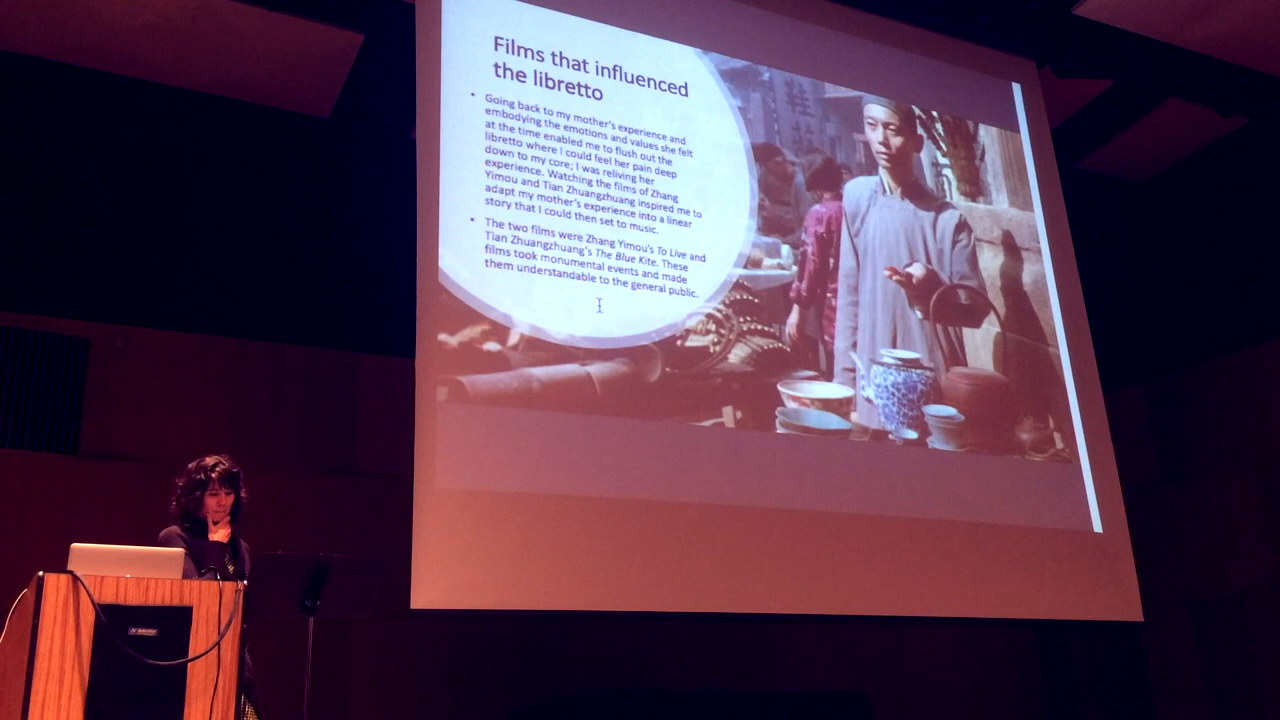 Films that influenced
the libretto
• Going back to my mother's experience and
embodying the emotions and values she felt
at the time enabled me to flush out the
libretto where I could feel her pain deep
down to my core; I was reliving her
experience. Watching the films of Zhang
Yimou and Tian Zhuangzhuang inspired me to
adapt my mother's experience into a linear
story that I could then set to music.
• The two films were Zhang Yimou's To Live and
Tian Zhuangzhuang's The Blue Kite. These
films took monumental events and made
them understandable to the general public.
鞋